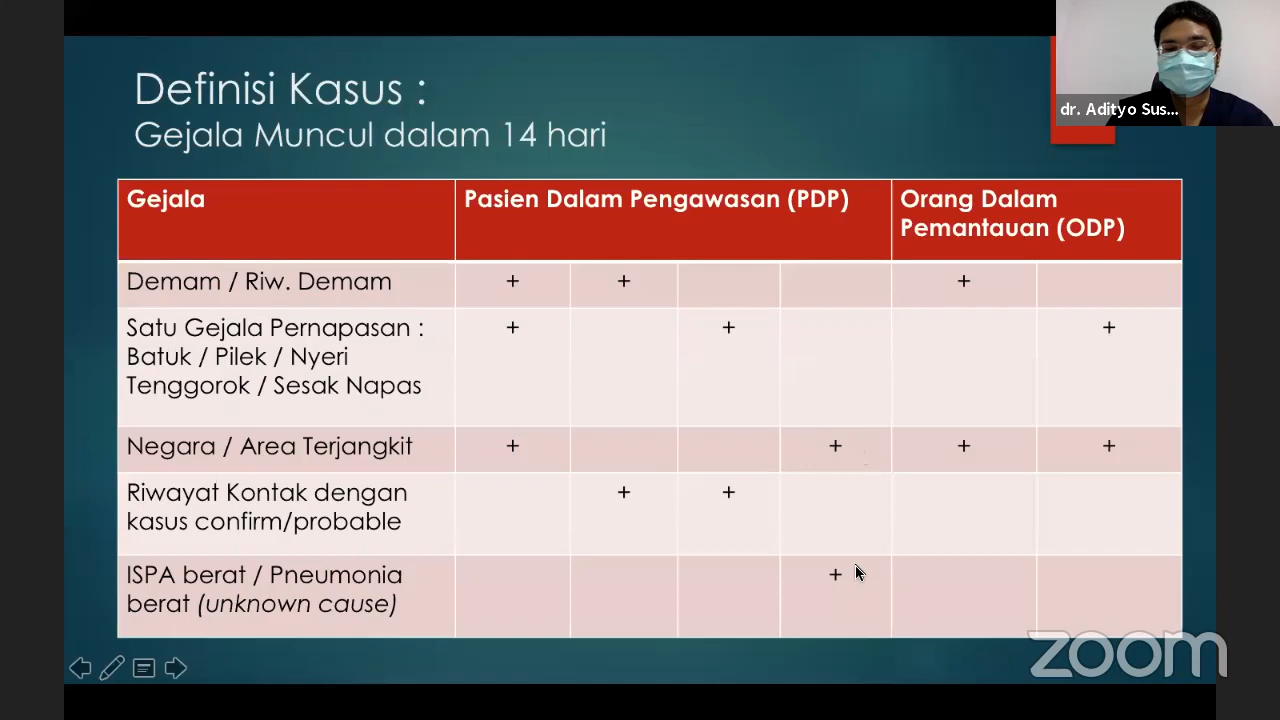 Definisi Kasus :
Gejala Muncul dalam 14 hari
dr. Adityo Sus...
Gejala
Pasien Dalam Pengawasan (PDP)
Orang Dalam
Pemantauan (ODP)
Demam / Riw. Demam
+ + +
Satu Gejala Pernapasan :
Batuk / Pilek / Nyeri
Tenggorok / Sesak Napas
+ + +
Negara / Area Terjangkit
+ + + +
Riwayat Kontak dengan
kasus confirm/probable
+ +
ISPA berat / Pneumonia
berat (unknown cause)
+
zoom